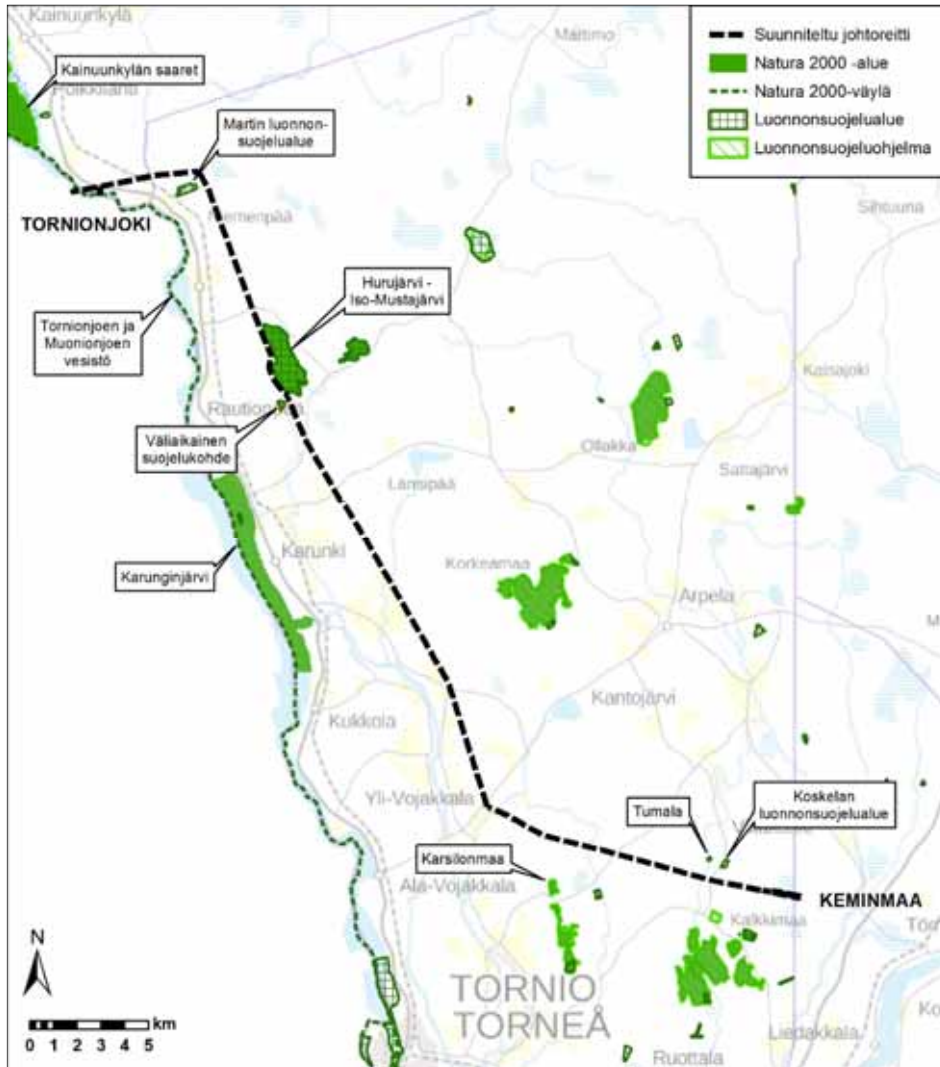 Kainuunkylä
Mätimo
Suunniteltu johtoreitti
Natura 2000 -alue
Natura 2000-väylä
Luonnonsuojelualue
Luonnonsuojeluohjelma
Kainuunkylän saaret
Martin luonnon-
suojelualue
TORNIONJOKI
Sihtuuna
Hurujärvi -
Iso-Mustajärvi
Tornionjoen ja
Muonionjoen
vesistö
Kaisajoki
Väliaikainen
suojelukohde
Ollakka
Länsipää
Sattajärvi
Karunki
Karunginjärvi
Korkeamaa
Arpela
Kantojärvi
Kukkola
Yli-Vojakkala
Tumala
Koskelan
luonnonsuojelualue
Karsilonmaa
Ala-Vojakkala
KEMINMAA
Kalkkimaa
N
TORNIO
TORNEÅ
km
0 1 2 3 4 5
Liedakkala
Ruottala